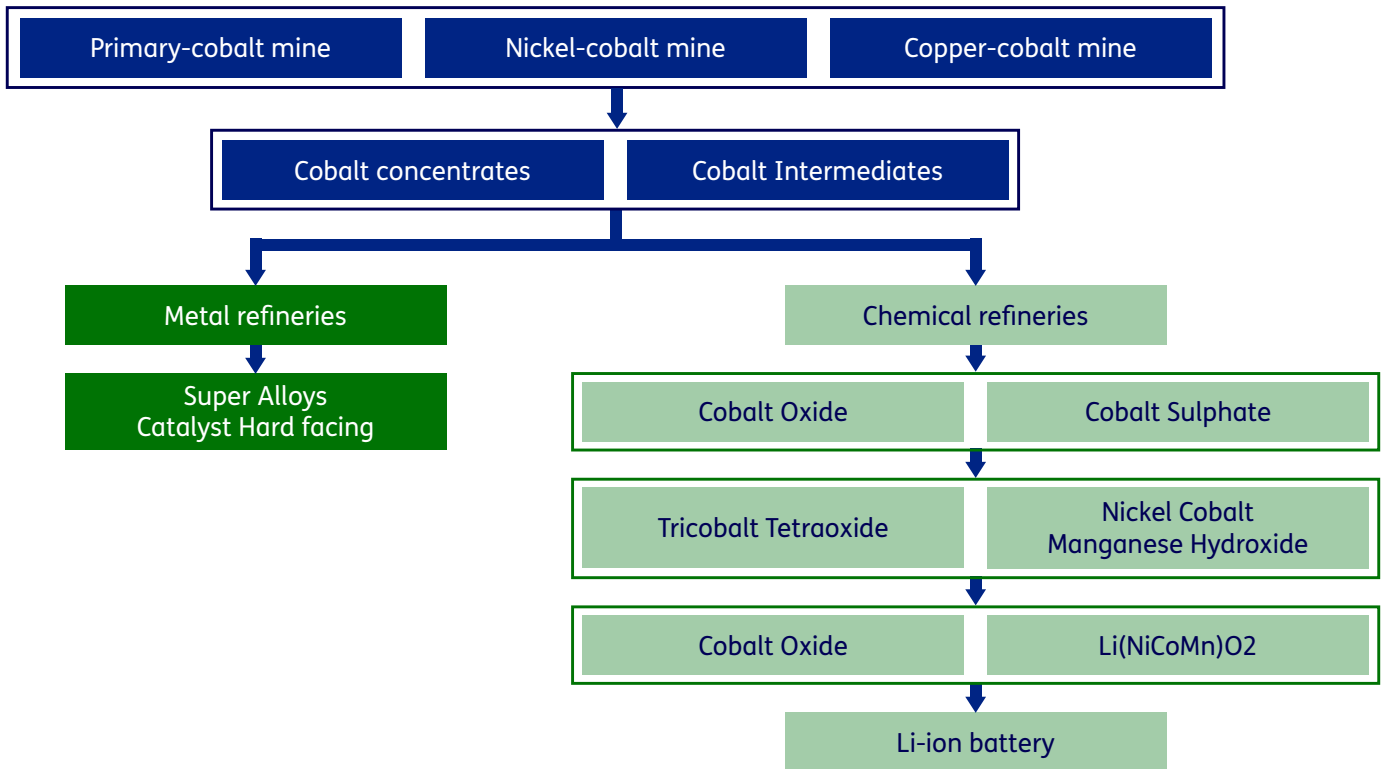 Primary-cobalt mine
Nickel-cobalt mine
Copper-cobalt mine
Cobalt concentrates
Cobalt Intermediates
Metal refineries
Chemical refineries
Super Alloys
Catalyst Hard facing
Cobalt Oxide
Cobalt Sulphate
Tricobalt Tetraoxide
Nickel Cobalt
Manganese Hydroxide
Cobalt Oxide
Li(NiCoMn)O2
Li-ion battery